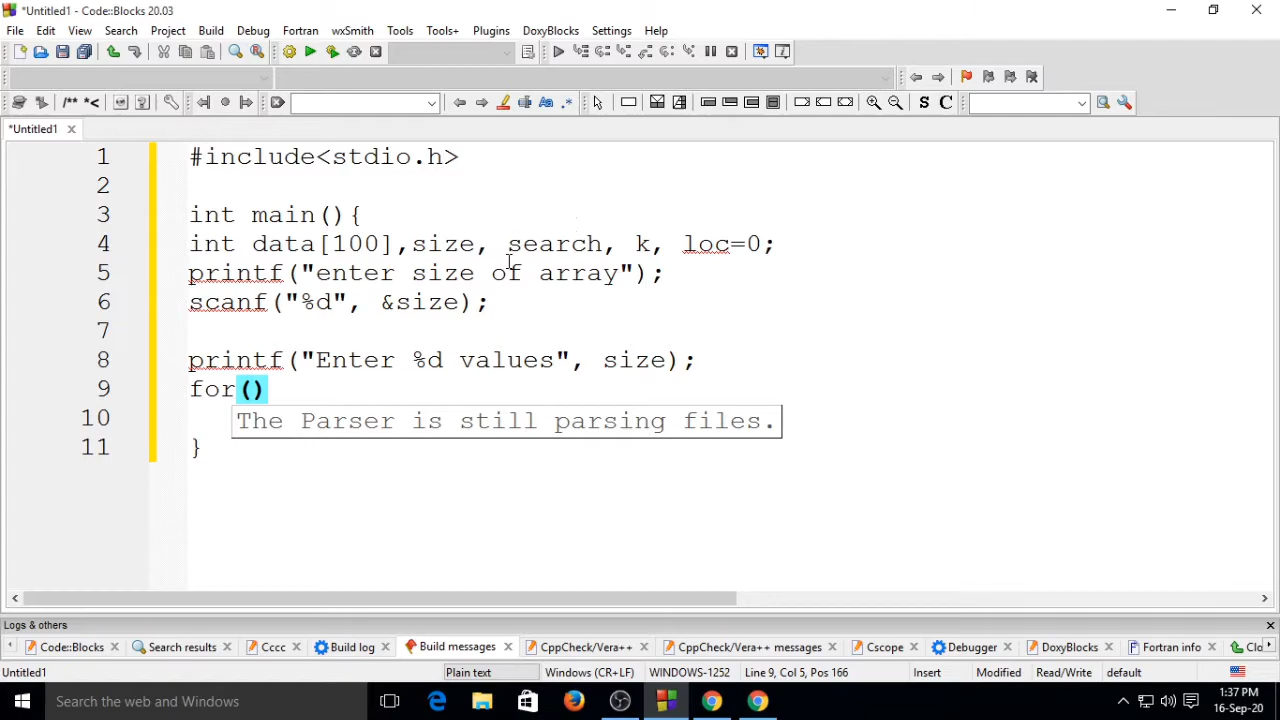 *Untitled1 - Code::Blocks 20.03
File Edit View Search Project Build Debug Fortran wxSmith Tools Tools+ Plugins DoxyBlocks Settings Help
/** *<
Aa .* S C
*Untitled1
1 #include<stdio.h>
2
3 int main(){
4 int data[100],size, search, k, loc=0;
5 printf("enter size of array");
6 scanf("%d", &size);
7
8 printf("Enter %d values", size);
9 for()
10 The Parser is still parsing files.
11 }
Logs & others
Code::Blocks Search results Cccc Build log Build messages CppCheck/Vera++ CppCheck/Vera++ messages Cscope Debugger DoxyBlocks Fortran info Clo
Untitled1 Plain text Windows (CR+LF) WINDOWS-1252 Line 9, Col 5, Pos 166 Insert Modified Read/Write default
Search the web and Windows
1:37 PM
16-Sep-20